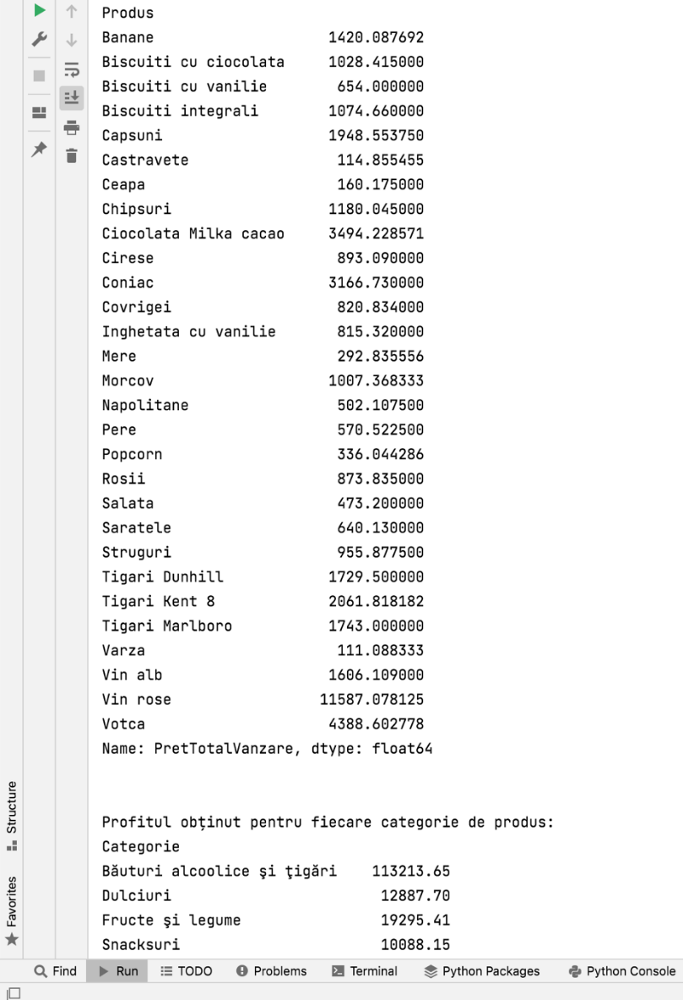 Produs
Banane 1420.087692
Biscuiti cu ciocolata 1028.415000
Biscuiti cu vanilie 654.000000
Biscuiti integrali 1074.660000
Capsuni 1948.553750
Castravete 114.855455
Ceapa 160.175000
Chipsuri 1180.045000
Ciocolata Milka cacao 3494.228571
Cirese 893.090000
Coniac 3166.730000
Covrigei 820.834000
Inghetata cu vanilie 815.320000
Mere 292.835556
Morcov 1007.368333
Napolitane 502.107500
Pere 570.522500
Popcorn 336.044286
Rosii 873.835000
Salata 473.200000
Saratele 640.130000
Struguri 955.877500
Tigari Dunhill 1729.500000
Tigari Kent 8 2061.818182
Tigari Marlboro 1743.000000
Varza 111.088333
Vin alb 1606.109000
Vin rose 11587.078125
Votca 4388.602778
Name: PretTotalVanzare, dtype: float64
Profitul obținut pentru fiecare categorie de produs:
Categorie
Băuturi alcoolice şi ţigări 113213.65
Dulciuri 12887.70
Fructe şi legume 19295.41
Snacksuri 10088.15
Structure
Favorites
Find Run TODO Problems Terminal Python Packages Python Console